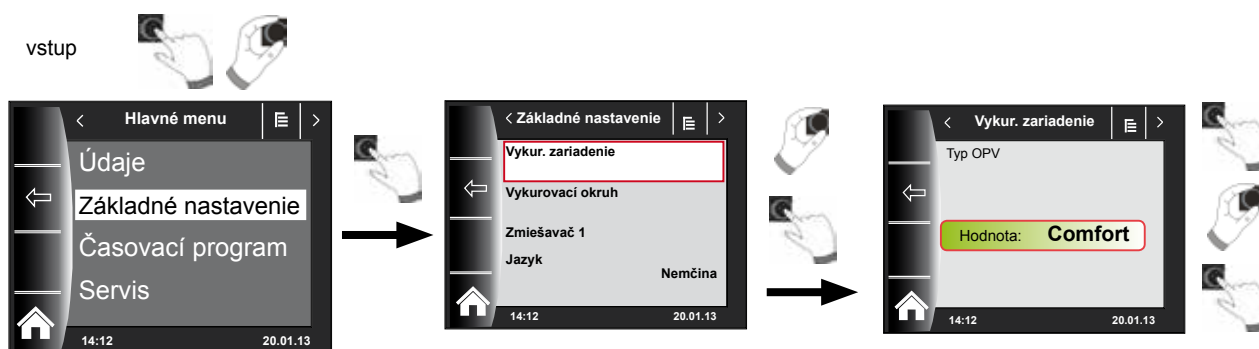 vstup
Hlavné menu
Údaje
Základné nastavenie
Časovací program
Servis
14:12 20.01.13
Základné nastavenie
Vykur. zariadenie
Vykurovací okruh
Zmiešavač 1
Jazyk
Nemčina
14:12 20.01.13
Vykur. zariadenie
Typ OPV
Hodnota: Comfort
14:12 20.01.13